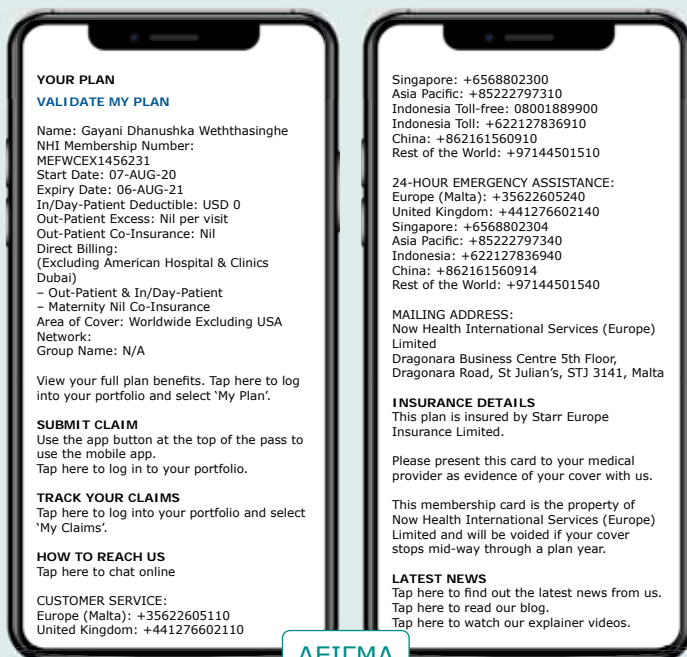 YOUR PLAN
VALIDATE MY PLAN
Name: Gayani Dhanushka Weththasinghe
NHI Membership Number:
MEFWCEX1456231
Start Date: 07-AUG-20
Expiry Date: 06-AUG-21
In/Day-Patient Deductible: USD 0
Out-Patient Excess: Nil per visit
Out-Patient Co-Insurance: Nil
Direct Billing:
(Excluding American Hospital & Clinics
Dubai)
– Out-Patient & In/Day-Patient
– Maternity Nil Co-Insurance
Area of Cover: Worldwide Excluding USA
Network:
Group Name: N/A
View your full plan benefits. Tap here to log
into your portfolio and select ‘My Plan’.
SUBMIT CLAIM
Use the app button at the top of the pass to
use the mobile app.
Tap here to log in to your portfolio.
TRACK YOUR CLAIMS
Tap here to log into your portfolio and select
‘My Claims’.
HOW TO REACH US
Tap here to chat online
CUSTOMER SERVICE:
Europe (Malta): +35622605110
United Kingdom: +441276602110
Singapore: +6568802300
Asia Pacific: +85222797310
Indonesia Toll-free: 08001889900
Indonesia Toll: +622127836910
China: +862161560910
Rest of the World: +97144501510
24-HOUR EMERGENCY ASSISTANCE:
Europe (Malta): +35622605240
United Kingdom: +441276602140
Singapore: +6568802304
Asia Pacific: +85222797340
Indonesia: +622127836940
China: +862161560914
Rest of the World: +97144501540
MAILING ADDRESS:
Now Health International Services (Europe)
Limited
Dragonara Business Centre 5th Floor,
Dragonara Road, St Julian’s, STJ 3141, Malta
INSURANCE DETAILS
This plan is insured by Starr Europe
Insurance Limited.
Please present this card to your medical
provider as evidence of your cover with us.
This membership card is the property of
Now Health International Services (Europe)
Limited and will be voided if your cover
stops mid-way through a plan year.
LATEST NEWS
Tap here to find out the latest news from us.
Tap here to read our blog.
Tap here to watch our explainer videos.
ΔΕΙΓΜΑ